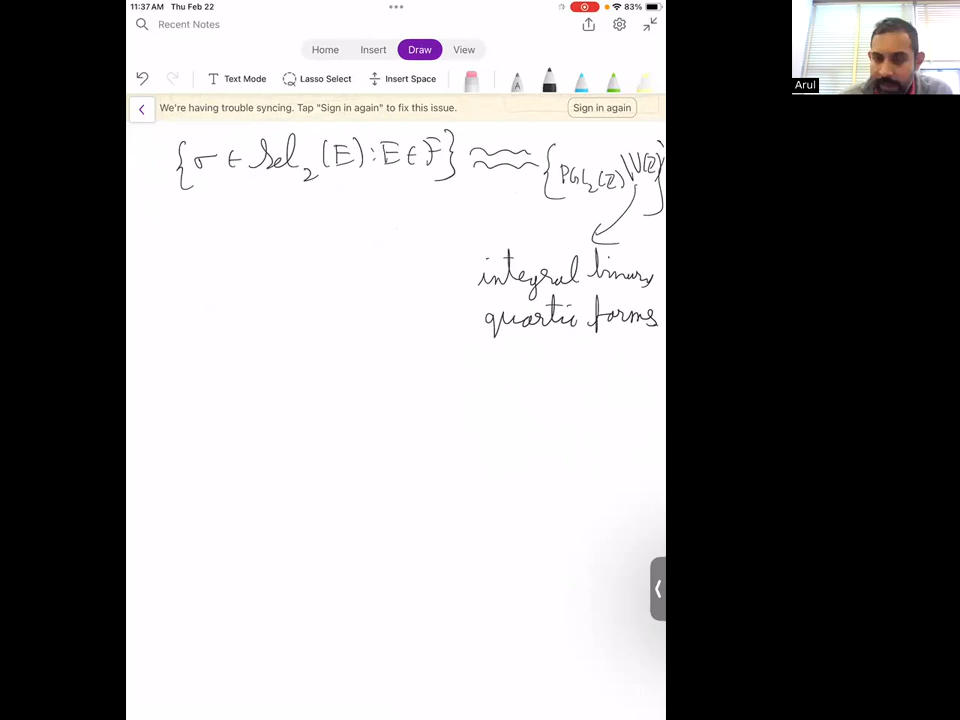 11:37 AM Thu Feb 22
83%
Recent Notes
Home Insert Draw View
T Text Mode Lasso Select Insert Space A
We're having trouble syncing. Tap "Sign in again" to fix this issue. Sign in again
Arul
{σ ∈ Sel₂(E) : E ∈ F} ≈ {PGL₂(Z)\V(Z)}
integral binary
quartic forms